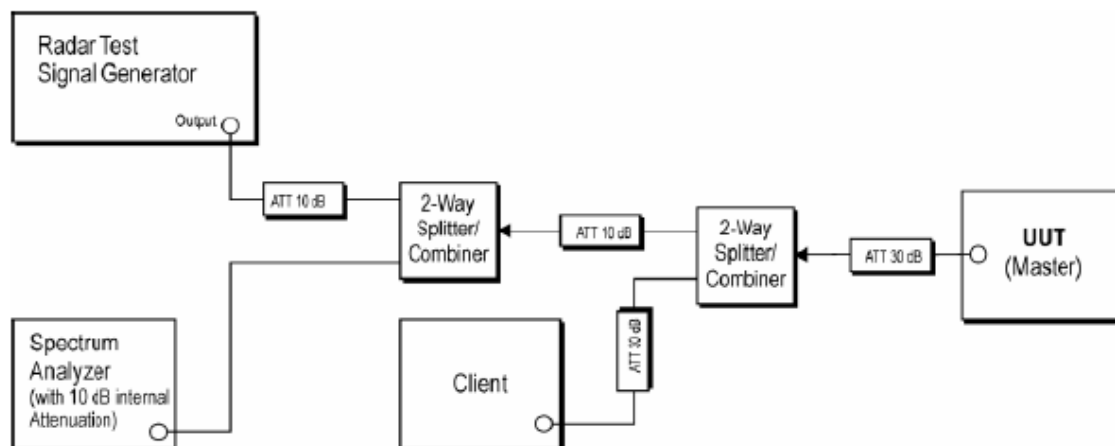 Radar Test
Signal Generator
Output
ATT 10 dB
2-Way
Splitter/
Combiner
ATT 10 dB
2-Way
Splitter/
Combiner
ATT 30 dB
UUT
(Master)
Spectrum
Analyzer
(with 10 dB internal
Attenuation)
Client
ATT 30 dB